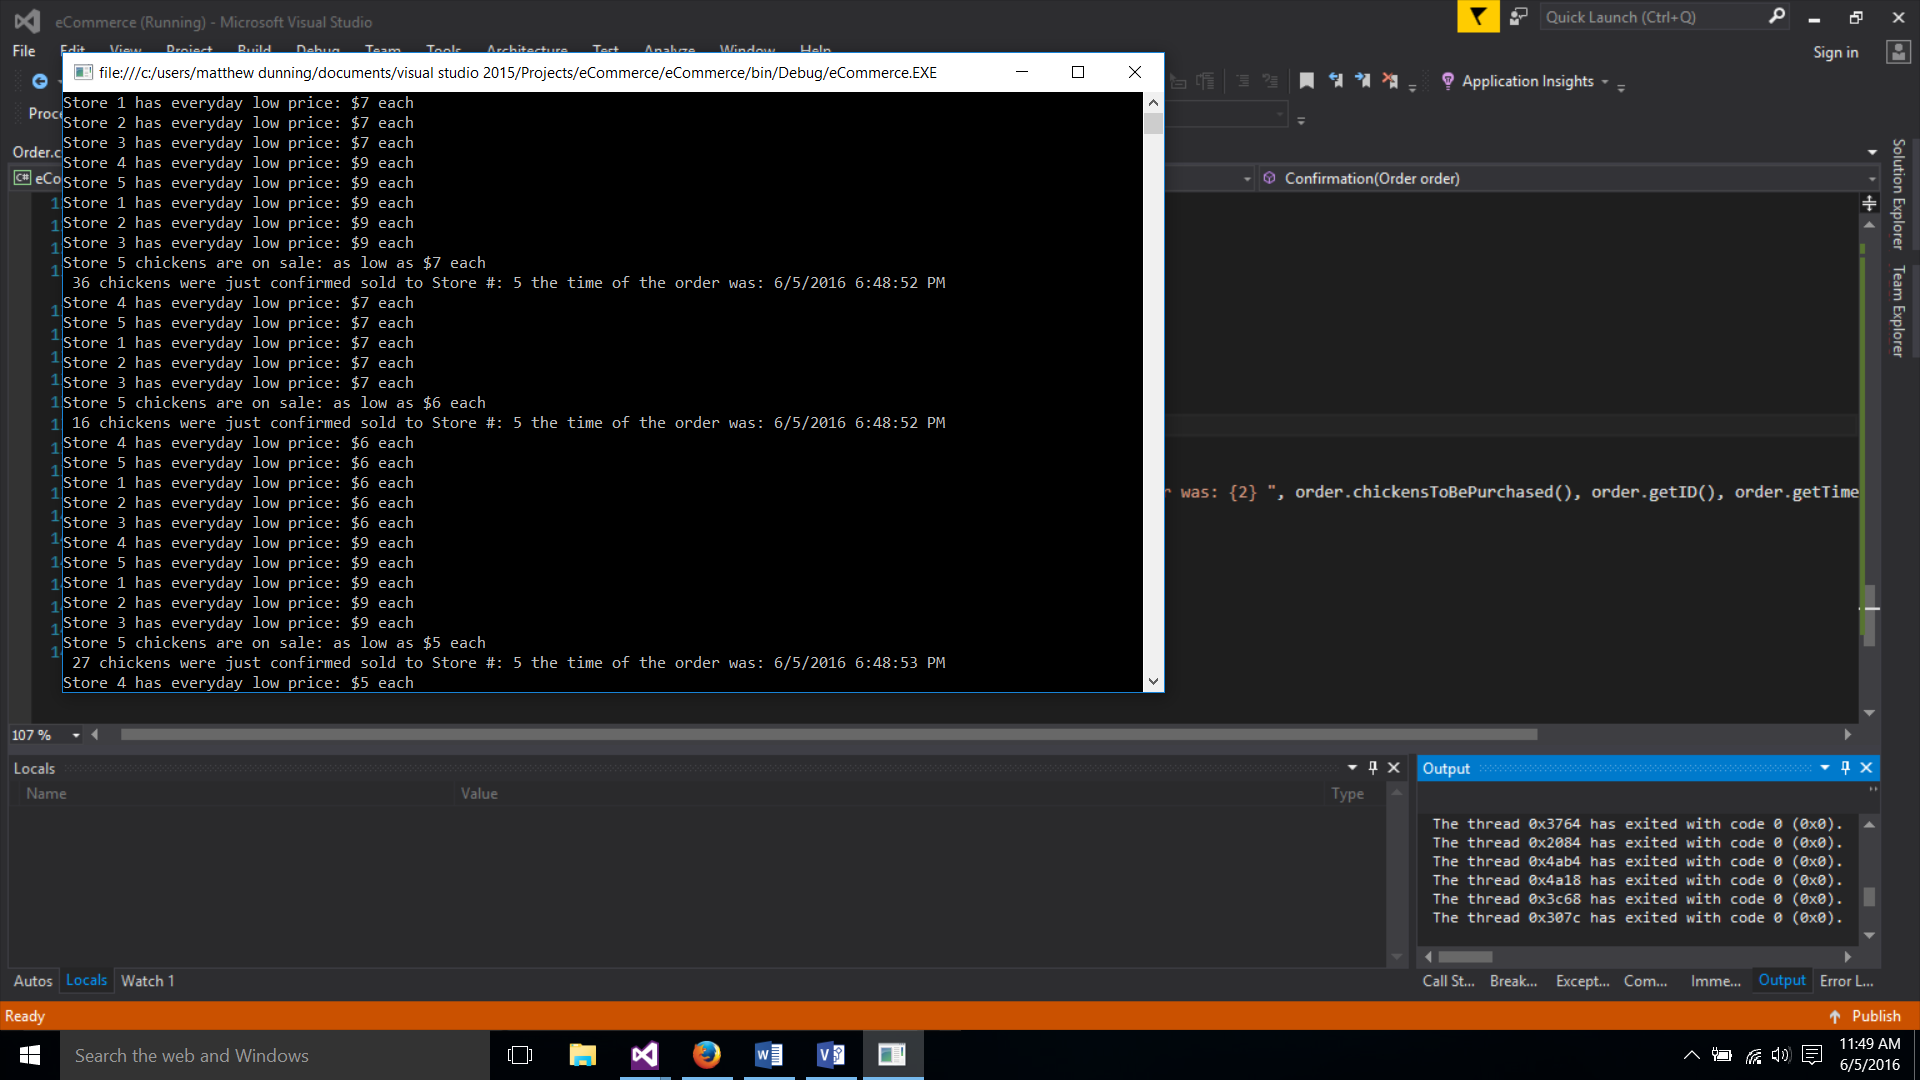 eCommerce (Running) - Microsoft Visual Studio
Quick Launch (Ctrl+Q)
File Edit View Project Build Debug Team Tools Architecture Test Analyze Window Help
Sign in
file:///c:/users/matthew dunning/documents/visual studio 2015/Projects/eCommerce/eCommerce/bin/Debug/eCommerce.EXE
Application Insights
Proce
Order.c
eCo
Confirmation(Order order)
Solution Explorer
Team Explorer
Store 1 has everyday low price: $7 each
Store 2 has everyday low price: $7 each
Store 3 has everyday low price: $7 each
Store 4 has everyday low price: $9 each
Store 5 has everyday low price: $9 each
Store 1 has everyday low price: $9 each
Store 2 has everyday low price: $9 each
Store 3 has everyday low price: $9 each
Store 5 chickens are on sale: as low as $7 each
36 chickens were just confirmed sold to Store #: 5 the time of the order was: 6/5/2016 6:48:52 PM
Store 4 has everyday low price: $7 each
Store 5 has everyday low price: $7 each
Store 1 has everyday low price: $7 each
Store 2 has everyday low price: $7 each
Store 3 has everyday low price: $7 each
Store 5 chickens are on sale: as low as $6 each
16 chickens were just confirmed sold to Store #: 5 the time of the order was: 6/5/2016 6:48:52 PM
Store 4 has everyday low price: $6 each
Store 5 has everyday low price: $6 each
Store 1 has everyday low price: $6 each
Store 2 has everyday low price: $6 each
Store 3 has everyday low price: $6 each
Store 4 has everyday low price: $9 each
Store 5 has everyday low price: $9 each
Store 1 has everyday low price: $9 each
Store 2 has everyday low price: $9 each
Store 3 has everyday low price: $9 each
Store 5 chickens are on sale: as low as $5 each
27 chickens were just confirmed sold to Store #: 5 the time of the order was: 6/5/2016 6:48:53 PM
Store 4 has everyday low price: $5 each
was: {2} ", order.chickensToBePurchased(), order.getID(), order.getTime
107 %
Locals
Name Value Type
Output
The thread 0x3764 has exited with code 0 (0x0).
The thread 0x2084 has exited with code 0 (0x0).
The thread 0x4ab4 has exited with code 0 (0x0).
The thread 0x4a18 has exited with code 0 (0x0).
The thread 0x3c68 has exited with code 0 (0x0).
The thread 0x307c has exited with code 0 (0x0).
Autos Locals Watch 1
Call St... Break... Except... Com... Imme... Output Error L...
Ready
Publish
Search the web and Windows
11:49 AM
6/5/2016